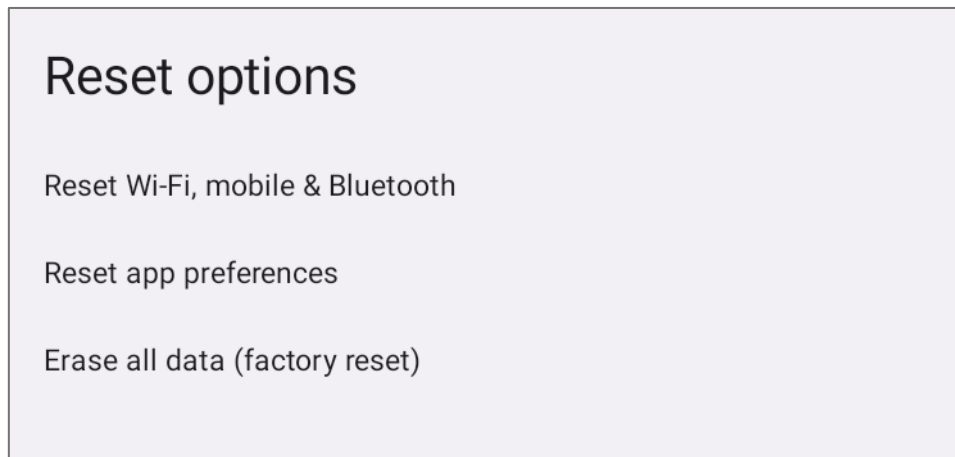 Reset options
Reset Wi-Fi, mobile & Bluetooth
Reset app preferences
Erase all data (factory reset)